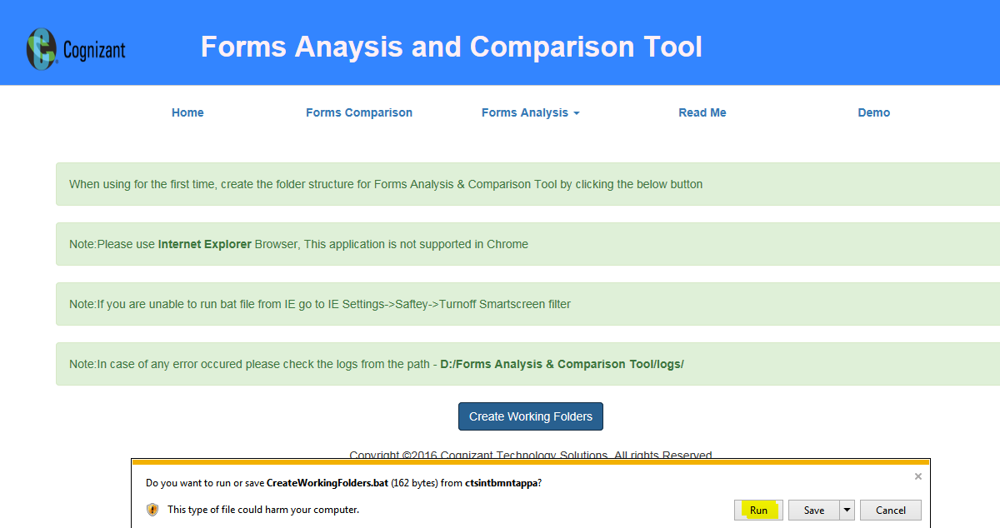 Cognizant
Forms Anaysis and Comparison Tool
Home
Forms Comparison
Forms Analysis
Read Me
Demo
When using for the first time, create the folder structure for Forms Analysis & Comparison Tool by clicking the below button
Note:Please use Internet Explorer Browser, This application is not supported in Chrome
Note:If you are unable to run bat file from IE go to IE Settings->Saftey->Turnoff Smartscreen filter
Note:In case of any error occured please check the logs from the path - D:/Forms Analysis & Comparison Tool/logs/
Create Working Folders
Copyright ©2016 Cognizant Technology Solutions. All rights Reserved
Do you want to run or save CreateWorkingFolders.bat (162 bytes) from ctsintbmntappa?
This type of file could harm your computer.
Run
Save
Cancel